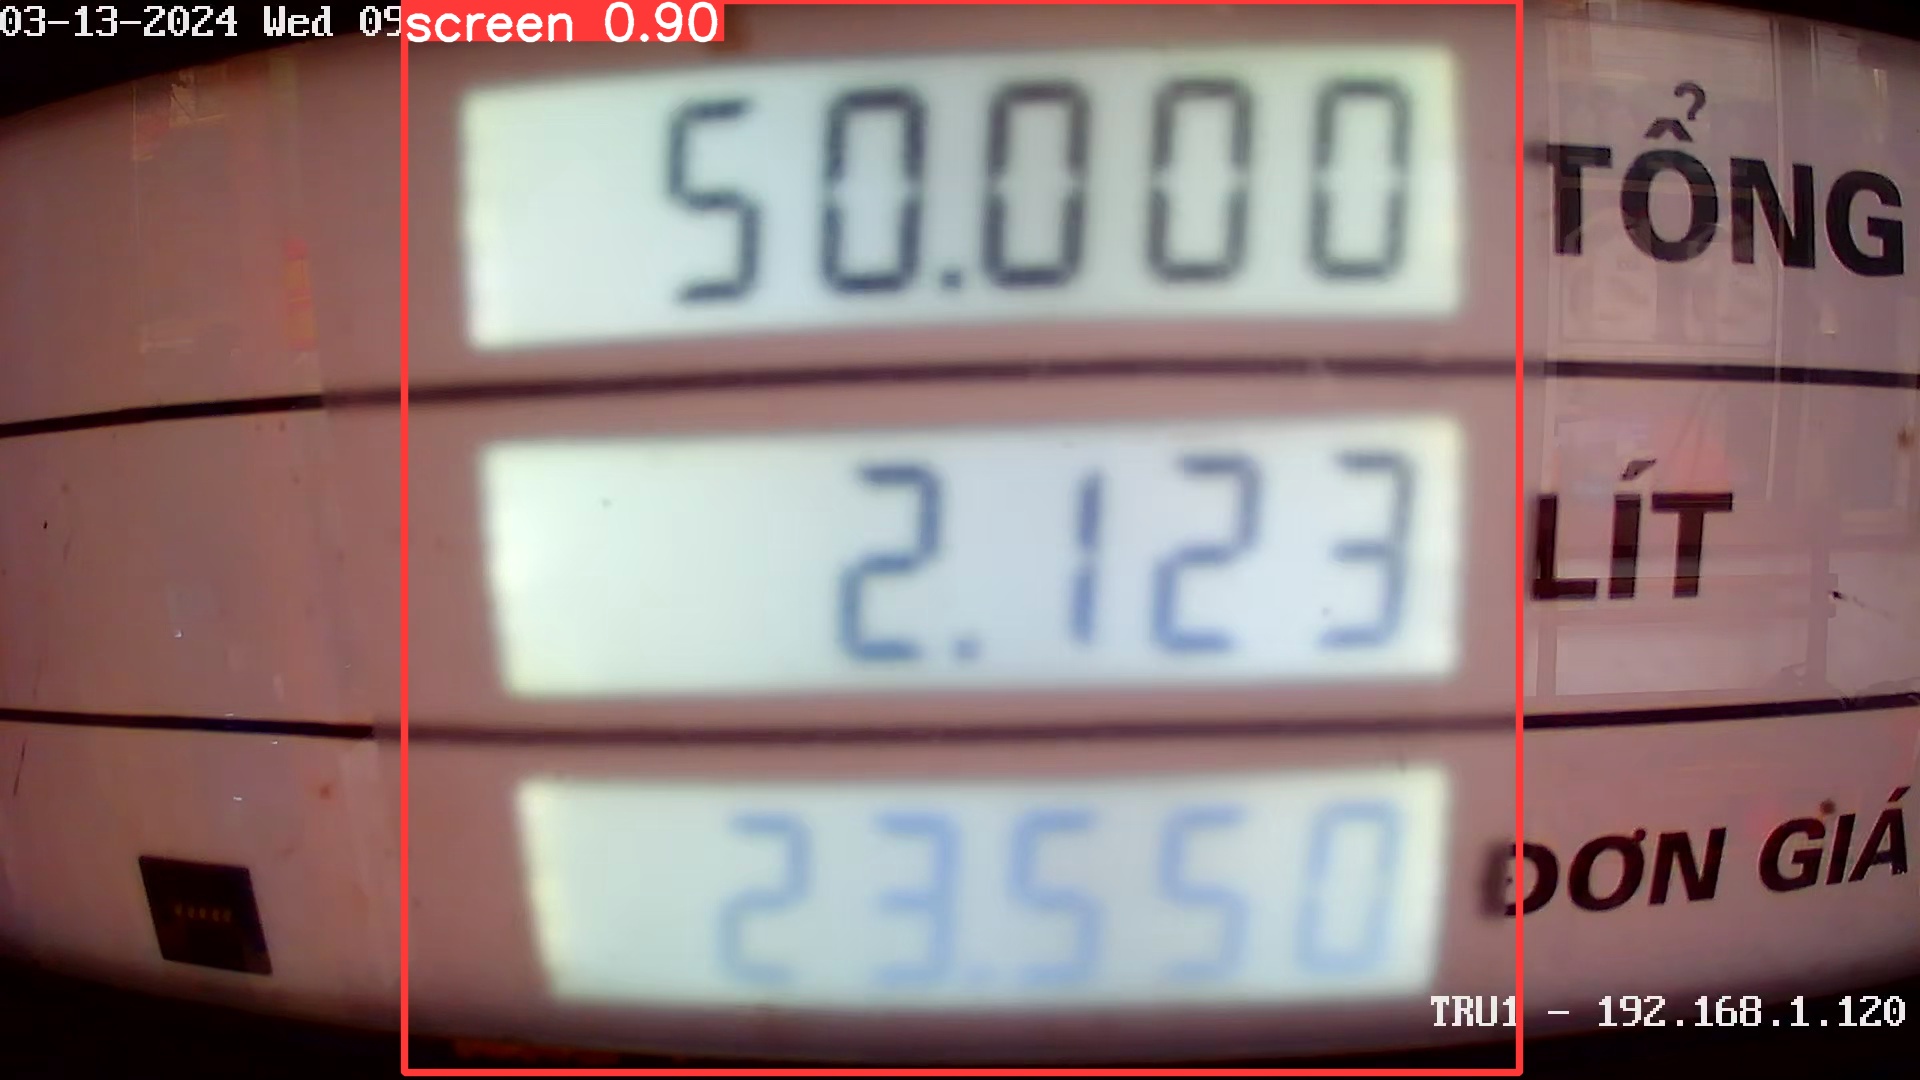 03-13-2024 Wed 09
screen 0.90
50.000 TỔNG
2.123 LÍT
23.550 ĐƠN GIÁ
TRU1 - 192.168.1.120